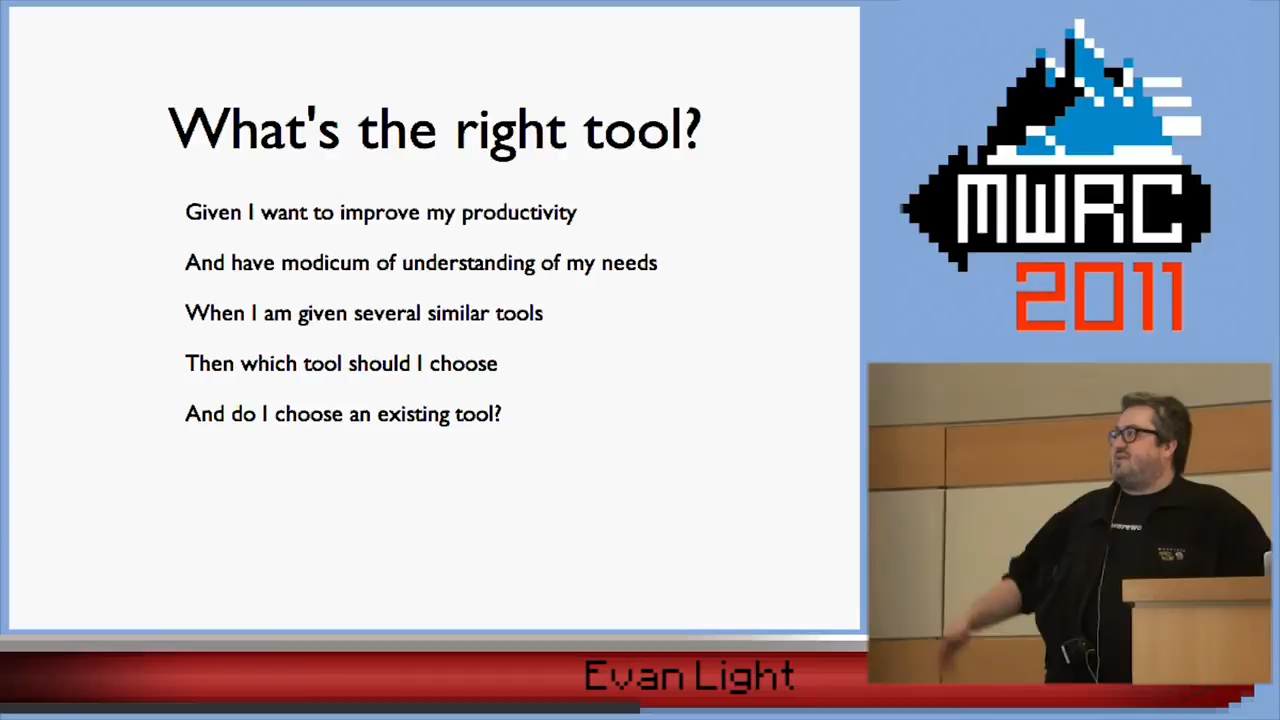 What's the right tool?
Given I want to improve my productivity
And have modicum of understanding of my needs
When I am given several similar tools
Then which tool should I choose
And do I choose an existing tool?
MWRC
2011
Evan Light